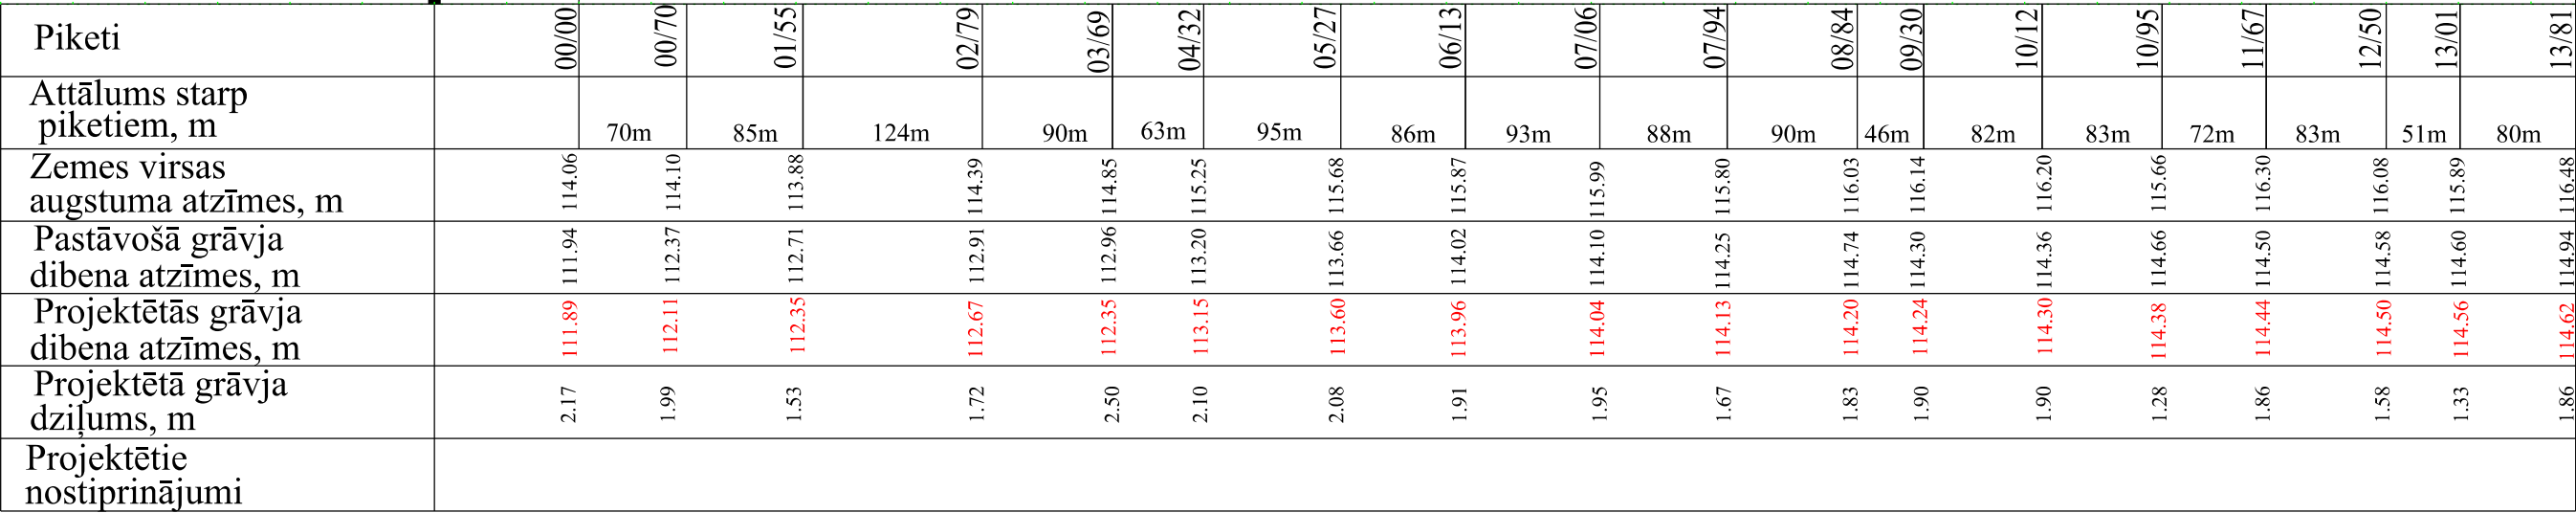 Piketi 00/00 00/70 01/55 02/79 03/69 04/32 05/27 06/13 07/06 07/94 08/84 09/30 10/12 10/95 11/67 12/50 13/01 13/81
Attālums starp
piketiem, m 70m 85m 124m 90m 63m 95m 86m 93m 88m 90m 46m 82m 83m 72m 83m 51m 80m
Zemes virsas
augstuma atzīmes, m 114.06 114.10 113.88 114.39 114.85 115.25 115.68 115.87 115.99 115.80 116.03 116.14 116.20 115.66 116.30 116.08 115.89 116.48
Pastāvošā grāvja
dibena atzīmes, m 111.94 112.37 112.71 112.91 112.96 113.20 113.66 114.02 114.10 114.25 114.74 114.30 114.36 114.66 114.50 114.58 114.60 114.94
Projektētās grāvja
dibena atzīmes, m 111.89 112.11 112.35 112.67 112.35 113.15 113.60 113.96 114.04 114.13 114.20 114.24 114.30 114.38 114.44 114.50 114.56 114.62
Projektētā grāvja
dziļums, m 2.17 1.99 1.53 1.72 2.50 2.10 2.08 1.91 1.95 1.67 1.83 1.90 1.90 1.28 1.86 1.58 1.33 1.86
Projektētie
nostiprinājumi